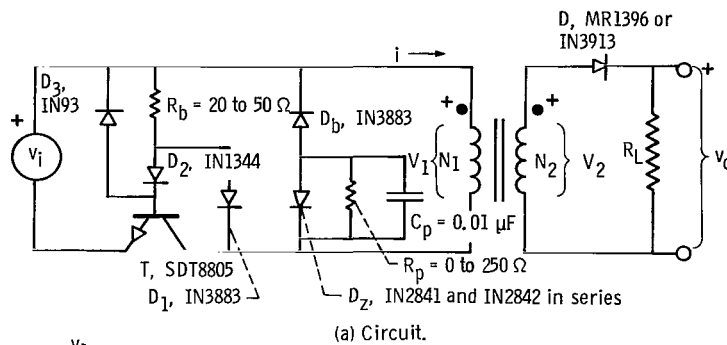 D, MR1396 or
IN3913
i
D3,
IN93
Rb = 20 to 50 Ω
Db, IN3883
+
vi
D2, IN1344
+
V1
N1
+
N2
V2
RL
+
vo
Cp = 0.01 μF
T, SDT8805
Rp = 0 to 250 Ω
D1, IN3883
DZ, IN2841 and IN2842 in series
(a) Circuit.